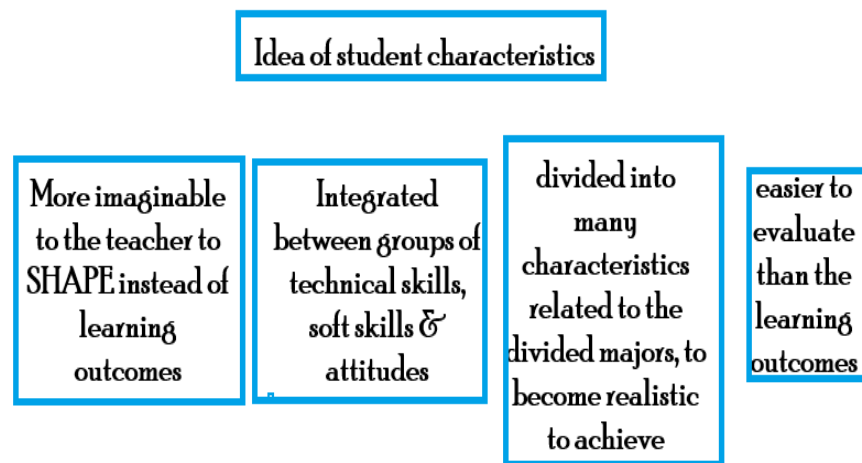 Idea of student characteristics
More imaginable
to the teacher to
SHAPE instead of
learning
outcomes
Integrated
between groups of
technical skills,
soft skills &
attitudes
divided into
many
characteristics
related to the
divided majors, to
become realistic
to achieve
easier to
evaluate
than the
learning
outcomes